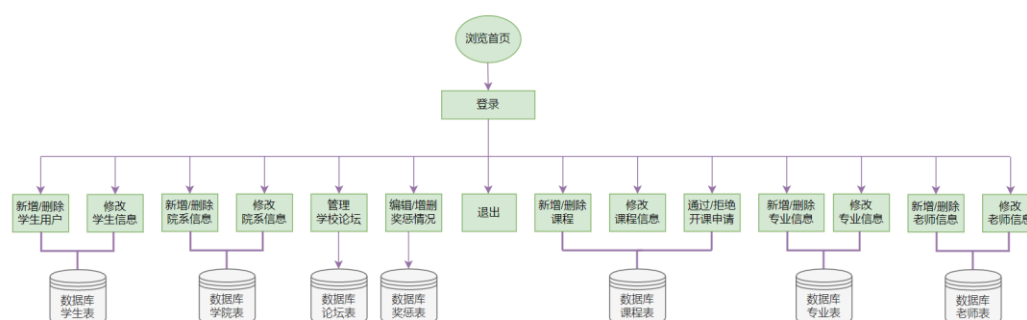 浏览首页
登录
新增/删除
学生用户
修改
学生信息
新增/删除
院系信息
修改
院系信息
管理
学校论坛
编辑/增删
奖惩情况
退出
新增/删除
课程
修改
课程信息
通过/拒绝
开课申请
新增/删除
专业信息
修改
专业信息
新增/删除
老师信息
修改
老师信息
数据库
学生表
数据库
学院表
数据库
论坛表
数据库
奖惩表
数据库
课程表
数据库
专业表
数据库
老师表